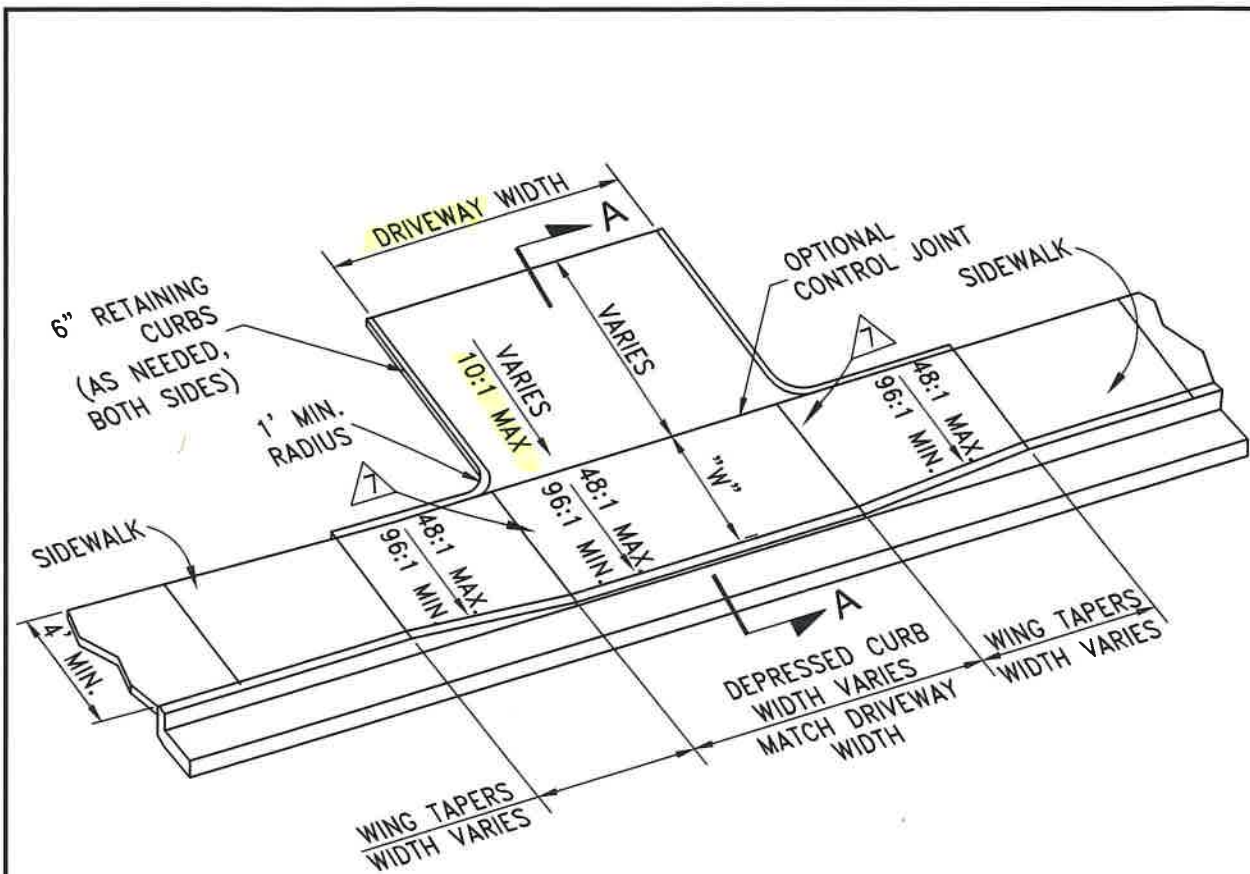 DRIVEWAY WIDTH
A
OPTIONAL
CONTROL JOINT
SIDEWALK
6" RETAINING
CURBS
(AS NEEDED,
BOTH SIDES)
1' MIN.
RADIUS
VARIES
10:1 MAX
VARIES
7
48:1 MAX.
96:1 MIN.
7
"W"
48:1 MAX.
96:1 MIN.
SIDEWALK
48:1 MAX.
96:1 MIN
4'
MIN.
A
DEPRESSED CURB
WIDTH VARIES
MATCH DRIVEWAY
WIDTH
WING TAPERS
WIDTH VARIES
WING TAPERS
WIDTH VARIES